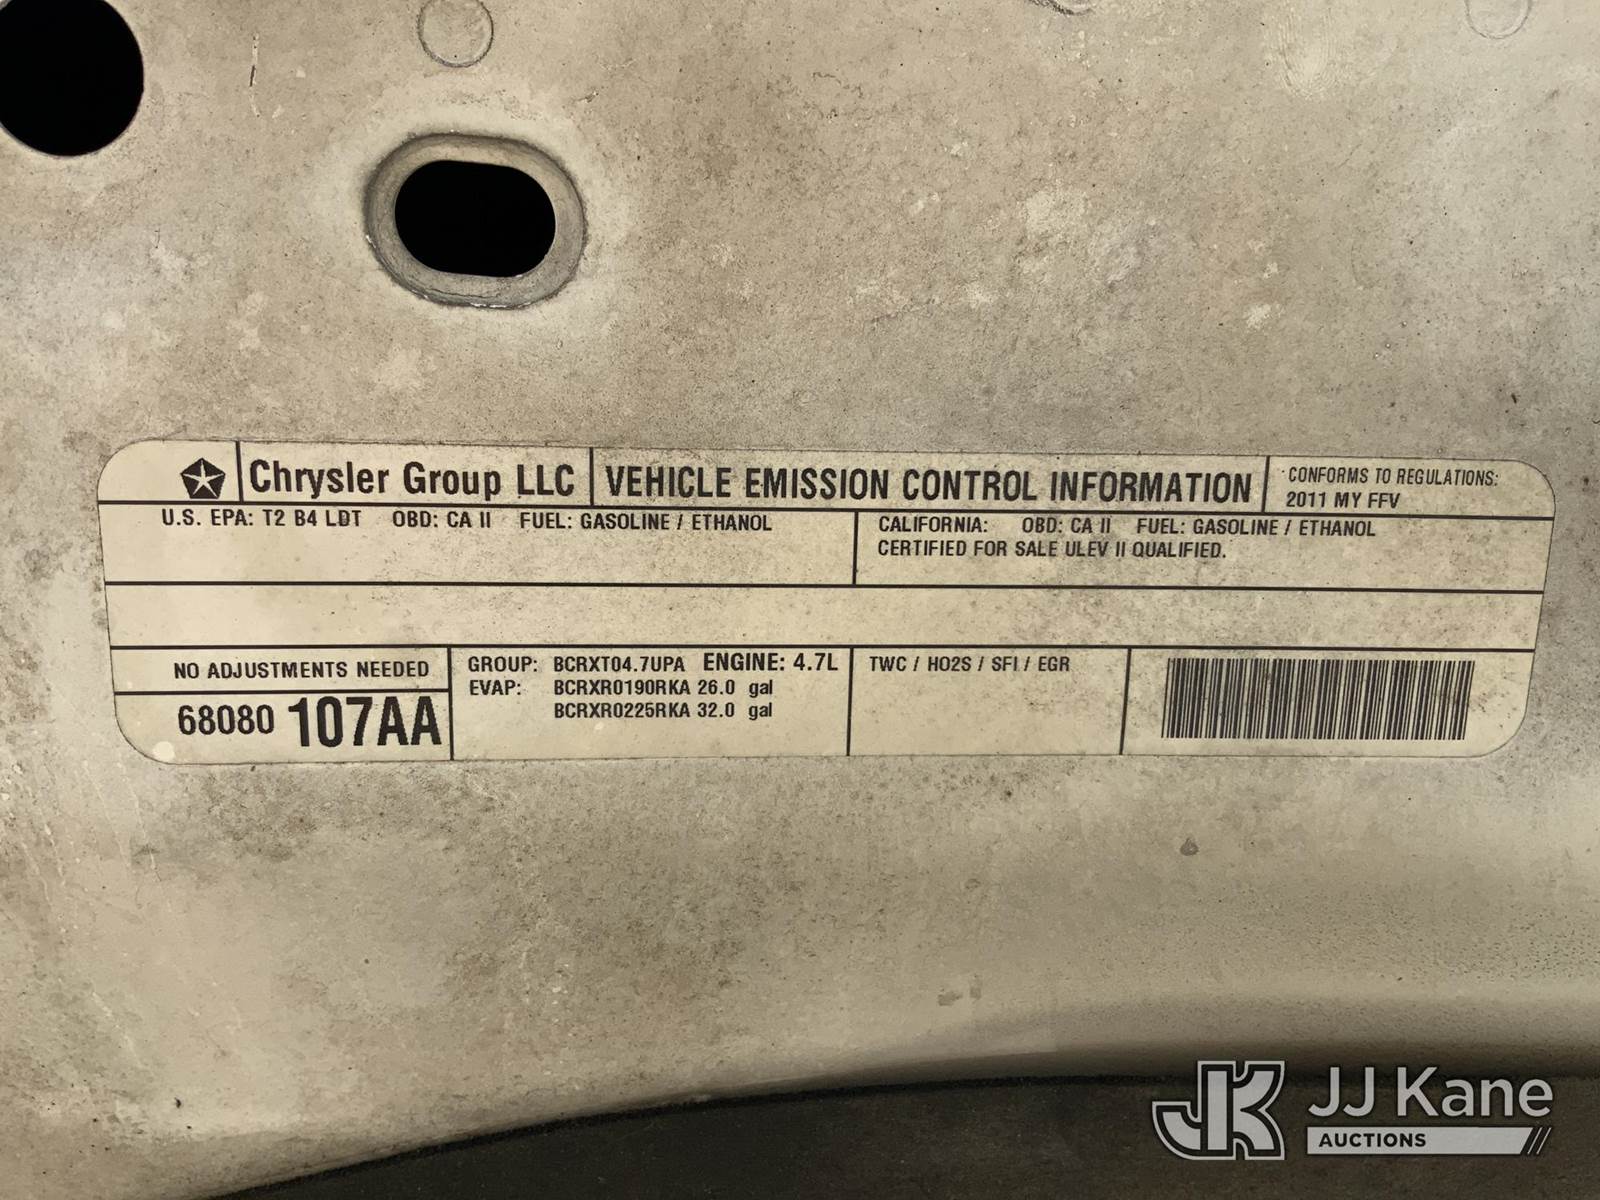 Chrysler Group LLC VEHICLE EMISSION CONTROL INFORMATION CONFORMS TO REGULATIONS:
2011 MY FFV
U.S. EPA: T2 B4 LDT OBD: CA II FUEL: GASOLINE / ETHANOL
CALIFORNIA: OBD: CA II FUEL: GASOLINE / ETHANOL
CERTIFIED FOR SALE ULEV II QUALIFIED.
NO ADJUSTMENTS NEEDED
68080 107AA
GROUP: BCRXT04.7UPA ENGINE: 4.7L
EVAP: BCRXR0190RKA 26.0 gal
BCRXR0225RKA 32.0 gal
TWC / HO2S / SFI / EGR
JK JJ Kane
AUCTIONS